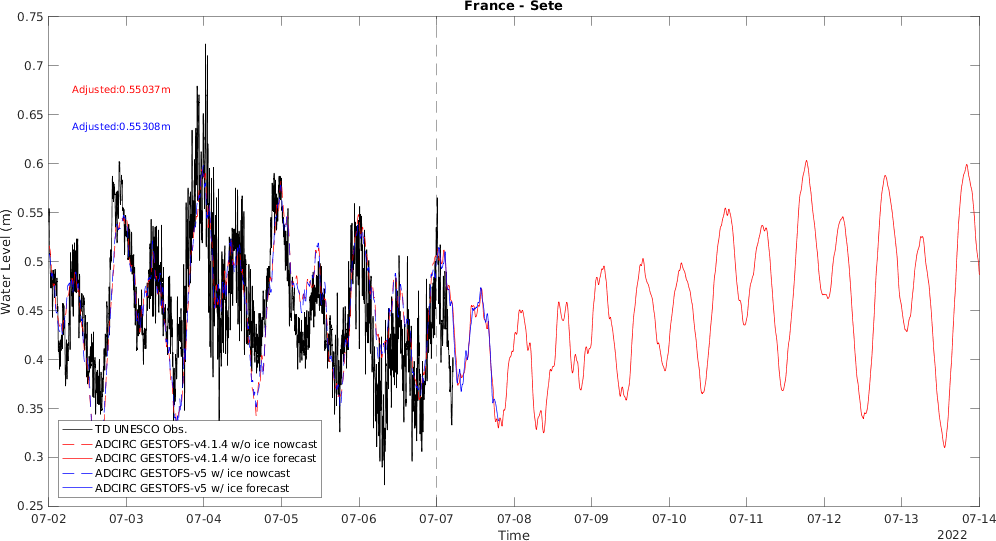 France - Sete
0.75
0.7
0.65
0.6
0.55
0.5
0.45
0.4
0.35
0.3
0.25
Water Level (m)
Adjusted:0.55037m
Adjusted:0.55308m
TD UNESCO Obs.
ADCIRC GESTOFS-v4.1.4 w/o ice nowcast
ADCIRC GESTOFS-v4.1.4 w/o ice forecast
ADCIRC GESTOFS-v5 w/ ice nowcast
ADCIRC GESTOFS-v5 w/ ice forecast
07-02 07-03 07-04 07-05 07-06 07-07 07-08 07-09 07-10 07-11 07-12 07-13 07-14
Time
2022